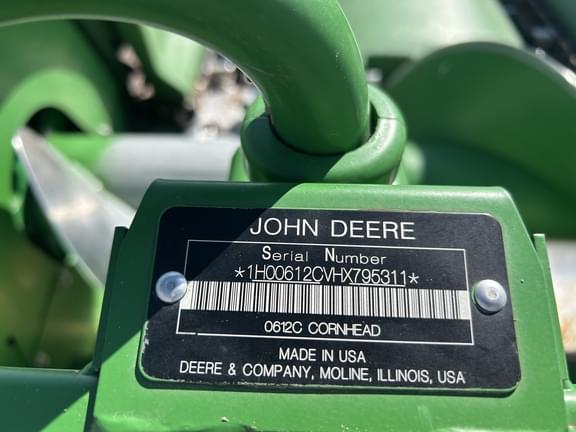 JOHN DEERE
Serial Number
*1H00612CVHX795311*
0612C CORNHEAD
MADE IN USA
DEERE & COMPANY, MOLINE, ILLINOIS, USA